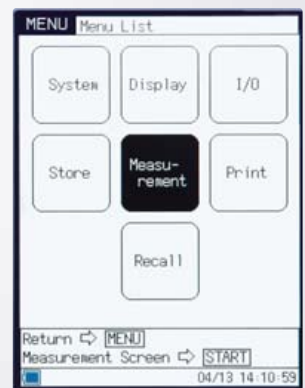 MENU Menu List
System Display I/O
Store Measu-
rement Print
Recall
Return ⇨ MENU
Measurement Screen ⇨ START
04/13 14:10:59